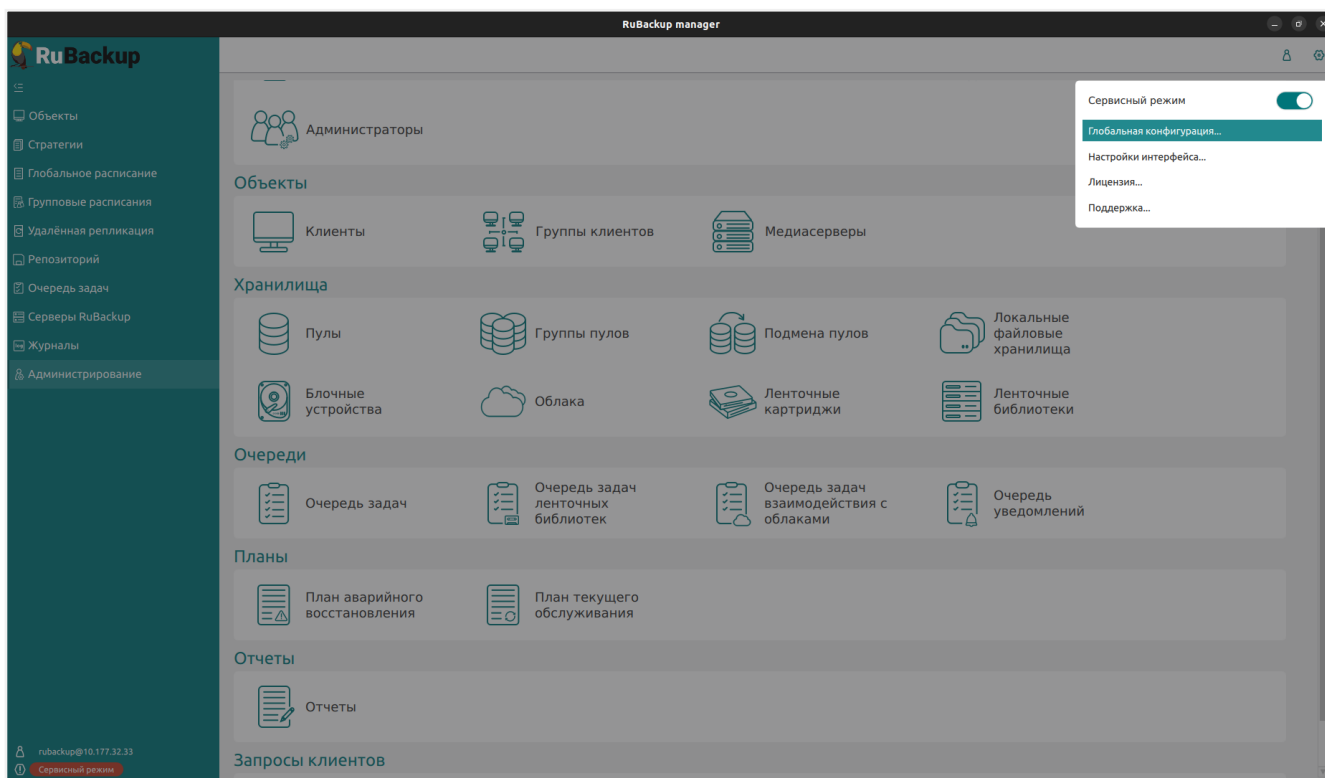 RuBackup manager
RuBackup
Объекты
Стратегии
Глобальное расписание
Групповые расписания
Удалённая репликация
Репозиторий
Очередь задач
Серверы RuBackup
Журналы
Администрирование
rubackup@10.177.32.33
Сервисный режим
Сервисный режим
Глобальная конфигурация...
Настройки интерфейса...
Лицензия...
Поддержка...
Администраторы
Объекты
Клиенты
Группы клиентов
Медиасерверы
Хранилища
Пулы
Группы пулов
Подмена пулов
Локальные
файловые
хранилища
Блочные
устройства
Облака
Ленточные
картриджи
Ленточные
библиотеки
Очереди
Очередь задач
Очередь задач
ленточных
библиотек
Очередь задач
взаимодействия с
облаками
Очередь
уведомлений
Планы
План аварийного
восстановления
План текущего
обслуживания
Отчеты
Отчеты
Запросы клиентов